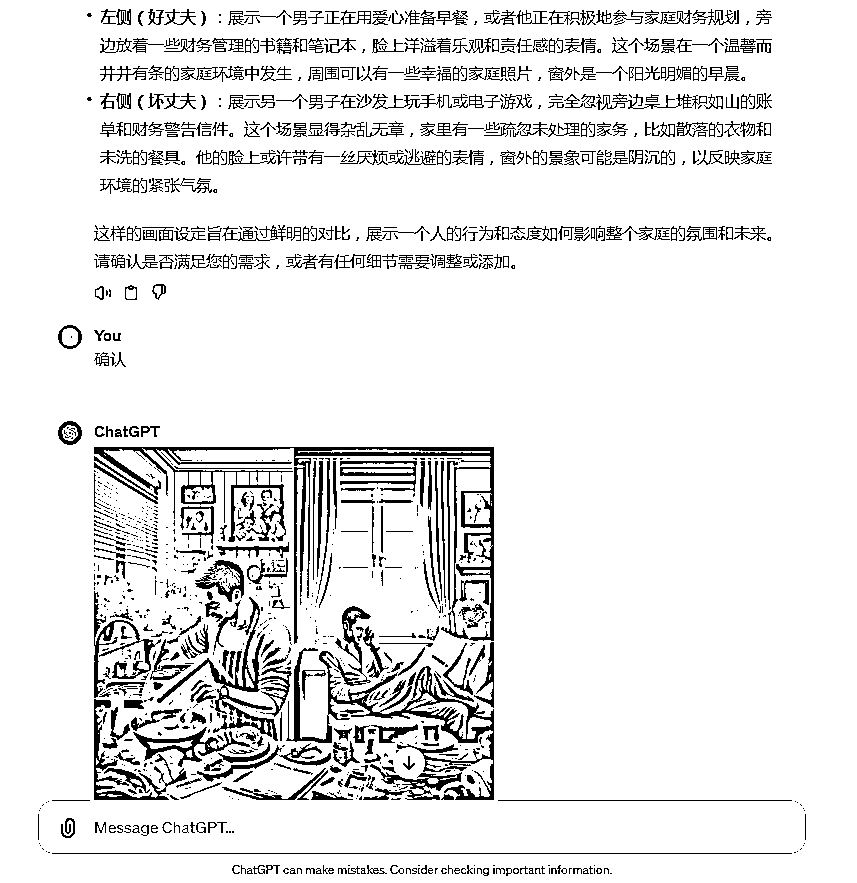 • 左侧（好丈夫）：展示一个男子正在用爱心准备早餐，或者他正在积极地参与家庭财务规划，旁
边放着一些财务管理的书籍和笔记本，脸上洋溢着乐观和责任感的表情。这个场景在一个温馨而
井井有条的家庭环境中发生，周围可以有一些幸福的家庭照片，窗外是一个阳光明媚的早晨。
• 右侧（坏丈夫）：展示另一个男子在沙发上玩手机或电子游戏，完全忽视旁边桌上堆积如山的账
单和财务警告信件。这个场景显得杂乱无章，家里有一些疏忽未处理的家务，比如散落的衣物和
未洗的餐具。他的脸上或许带有一丝厌烦或逃避的表情，窗外的景象可能是阴沉的，以反映家庭
环境的紧张气氛。
这样的画面设定旨在通过鲜明的对比，展示一个人的行为和态度如何影响整个家庭的氛围和未来。
请确认是否满足您的需求，或者有任何细节需要调整或添加。
You
确认
ChatGPT
Message ChatGPT...
ChatGPT can make mistakes. Consider checking important information.